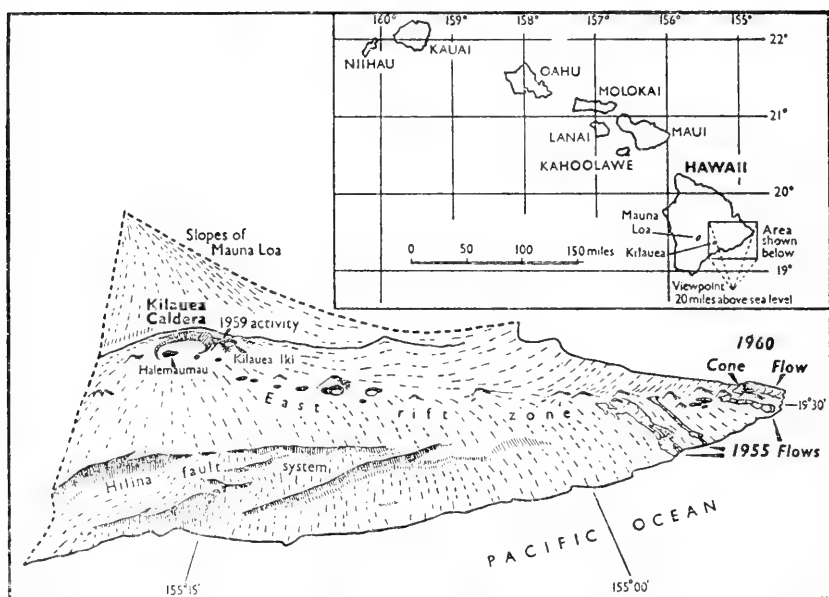 160° 159° 158° 157° 156° 155°
22°
NIIHAU
KAUAI
OAHU
MOLOKAI
21°
LANAI
MAUI
KAHOOLAWE
HAWAII
20°
Mauna
Loa
Kilauea
Area
shown
below
0 50 100 150 miles
19°
Viewpoint
20 miles above sea level
Slopes of
Mauna Loa
Kilauea
Caldera
1959 activity
Kilauea Iki
Halemaumau
1960
Cone Flow
19°30'
East rift zone
1955 Flows
Hilina fault system
PACIFIC OCEAN
155°15'
155°00'